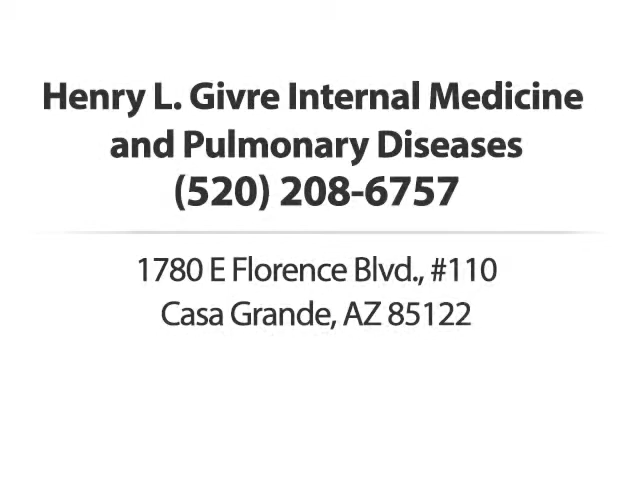 Henry L. Givre Internal Medicine
and Pulmonary Diseases
(520) 208-6757
1780 E Florence Blvd., #110
Casa Grande, AZ 85122